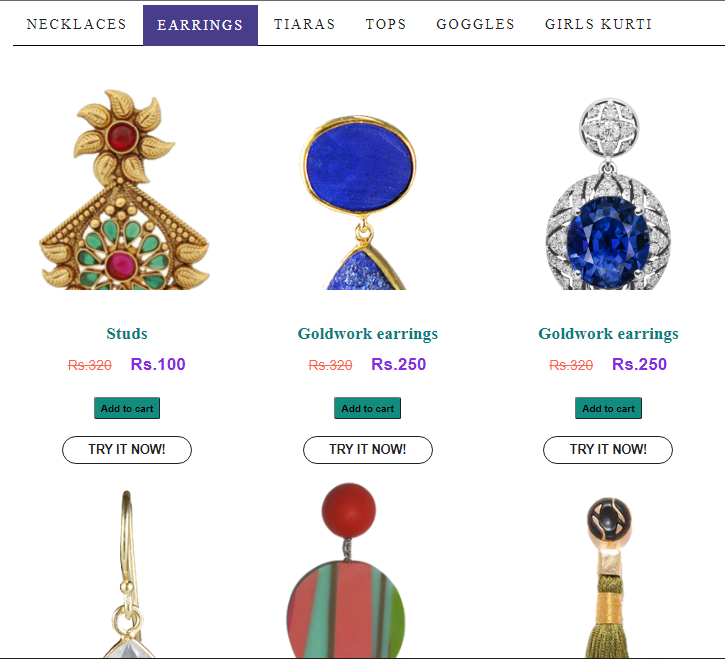 NECKLACES EARRINGS TIARAS TOPS GOGGLES GIRLS KURTI
Studs Goldwork earrings Goldwork earrings
Rs.320 Rs.100 Rs.320 Rs.250 Rs.320 Rs.250
Add to cart Add to cart Add to cart
TRY IT NOW! TRY IT NOW! TRY IT NOW!